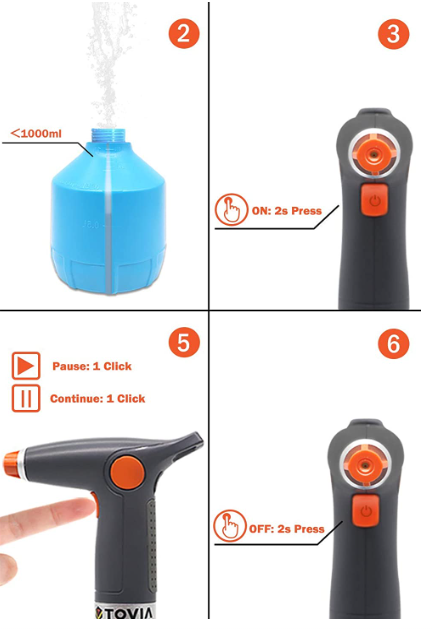 2
<1000ml
3
ON: 2s Press
5
Pause: 1 Click
Continue: 1 Click
TOVIA
6
OFF: 2s Press